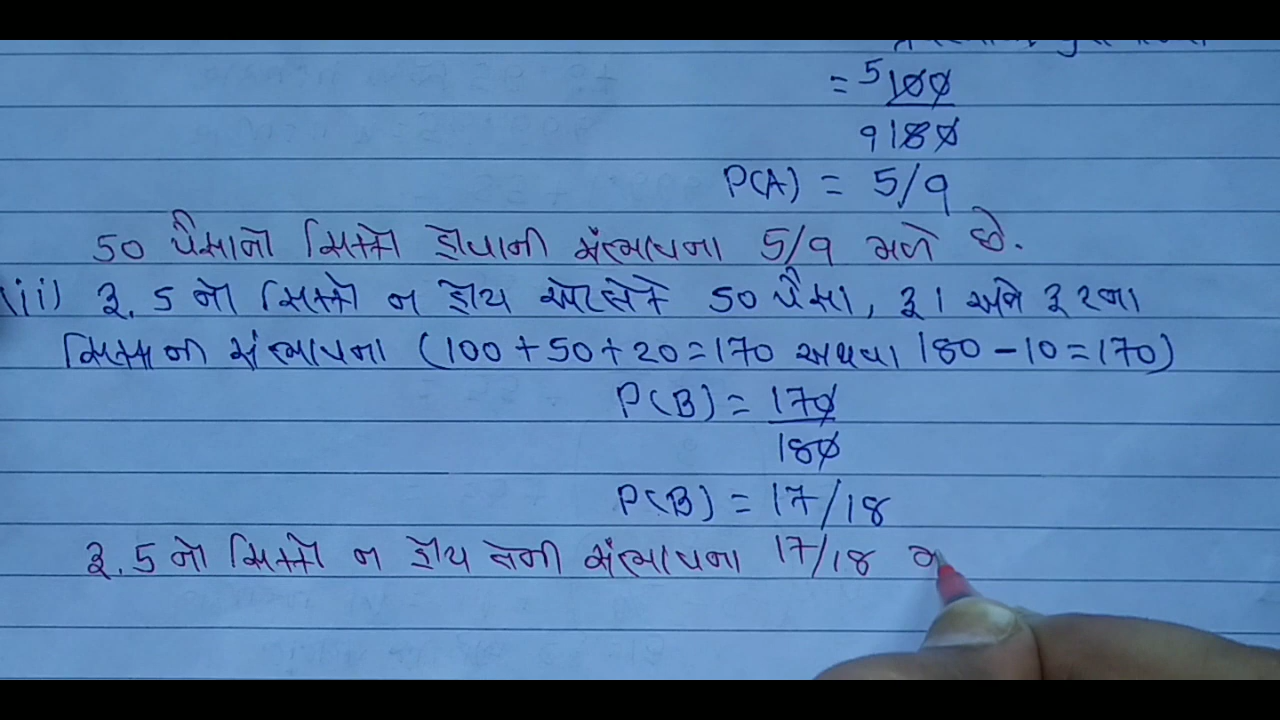 = 5 100
9 180
P(A) = 5/9
50 પૈસાનો સિક્કો હોવાની સંભાવના 5/9 મળે છે.
(ii) રૂ. 5 નો સિક્કો ન હોય એટલે કે 50 પૈસા, રૂ 1 અને રૂ ૨ ના
સિક્કાની સંભાવના (100 + 50 + 20 = 170 અથવા 180 - 10 = 170)
P(B) = 170
180
P(B) = 17/18
રૂ. 5 નો સિક્કો ન હોય તેની સંભાવના 17/18